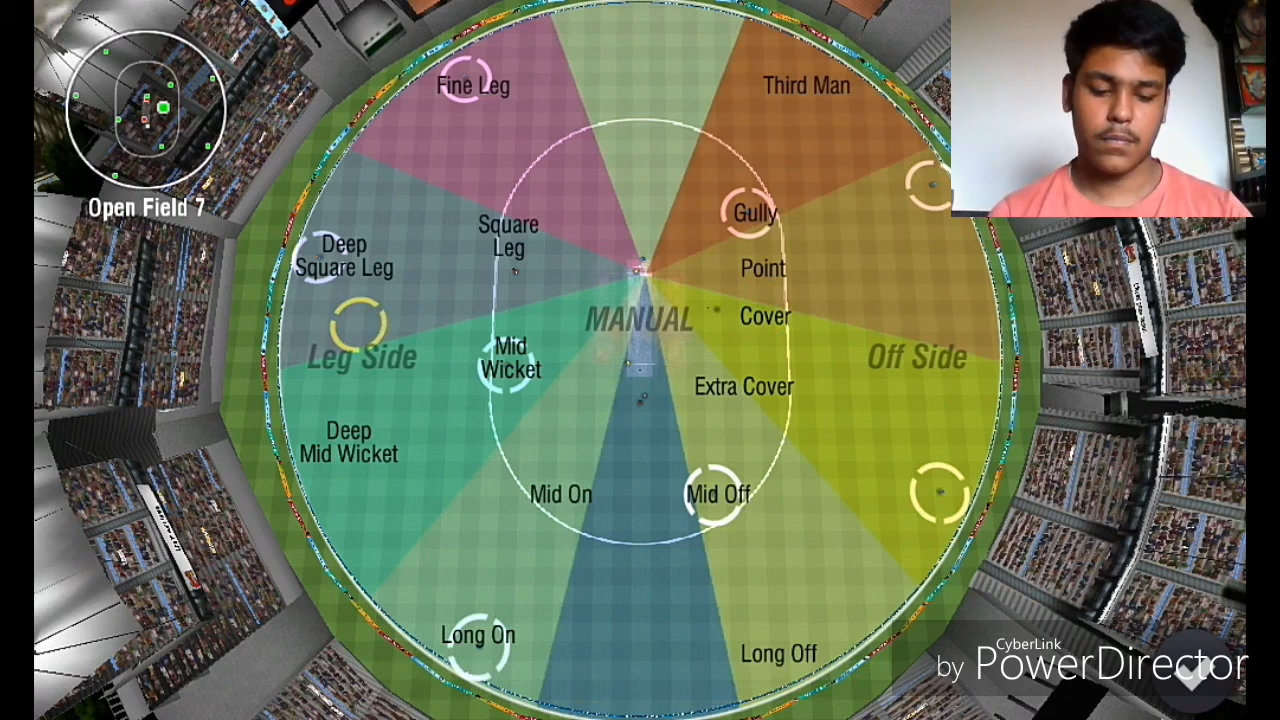 Fine Leg
Third Man
Open Field 7
Gully
Square
Leg
Deep
Square Leg
Point
MANUAL
Cover
Mid
Wicket
Leg Side
Off Side
Extra Cover
Deep
Mid Wicket
Mid On
Mid Off
Long On
Long Off
CyberLink
by PowerDirector